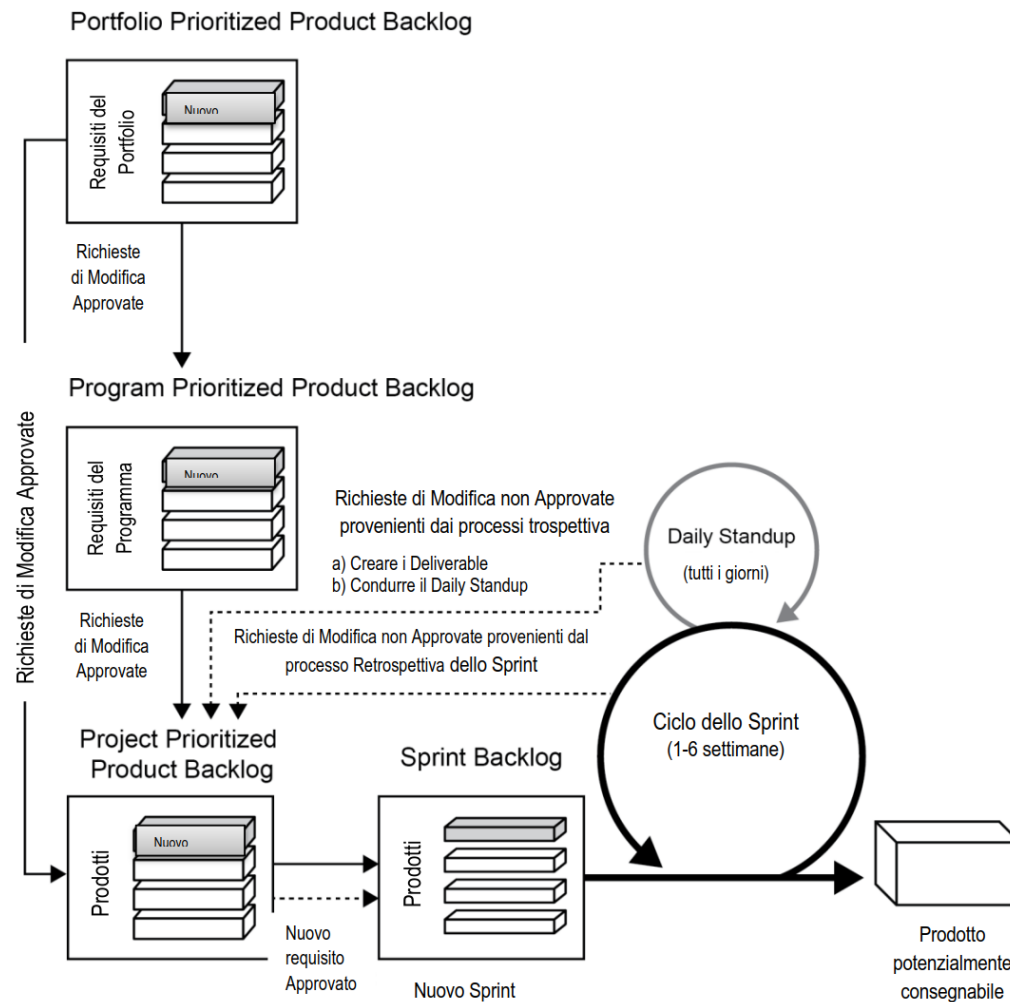 Portfolio Prioritized Product Backlog
Requisiti del
Portfolio
Nuovo
Richieste
di Modifica
Approvate
Richieste di Modifica Approvate
Program Prioritized Product Backlog
Requisiti del
Programma
Nuovo
Richieste di Modifica non Approvate
provenienti dai processi trospettiva
a) Creare i Deliverable
b) Condurre il Daily Standup
Daily Standup
(tutti i giorni)
Richieste
di Modifica
Approvate
Richieste di Modifica non Approvate provenienti dal
processo Retrospettiva dello Sprint
Ciclo dello Sprint
(1-6 settimane)
Project Prioritized
Product Backlog
Sprint Backlog
Prodotti
Nuovo
Prodotti
Nuovo
requisito
Approvato
Nuovo Sprint
Prodotto
potenzialmente
consegnabile